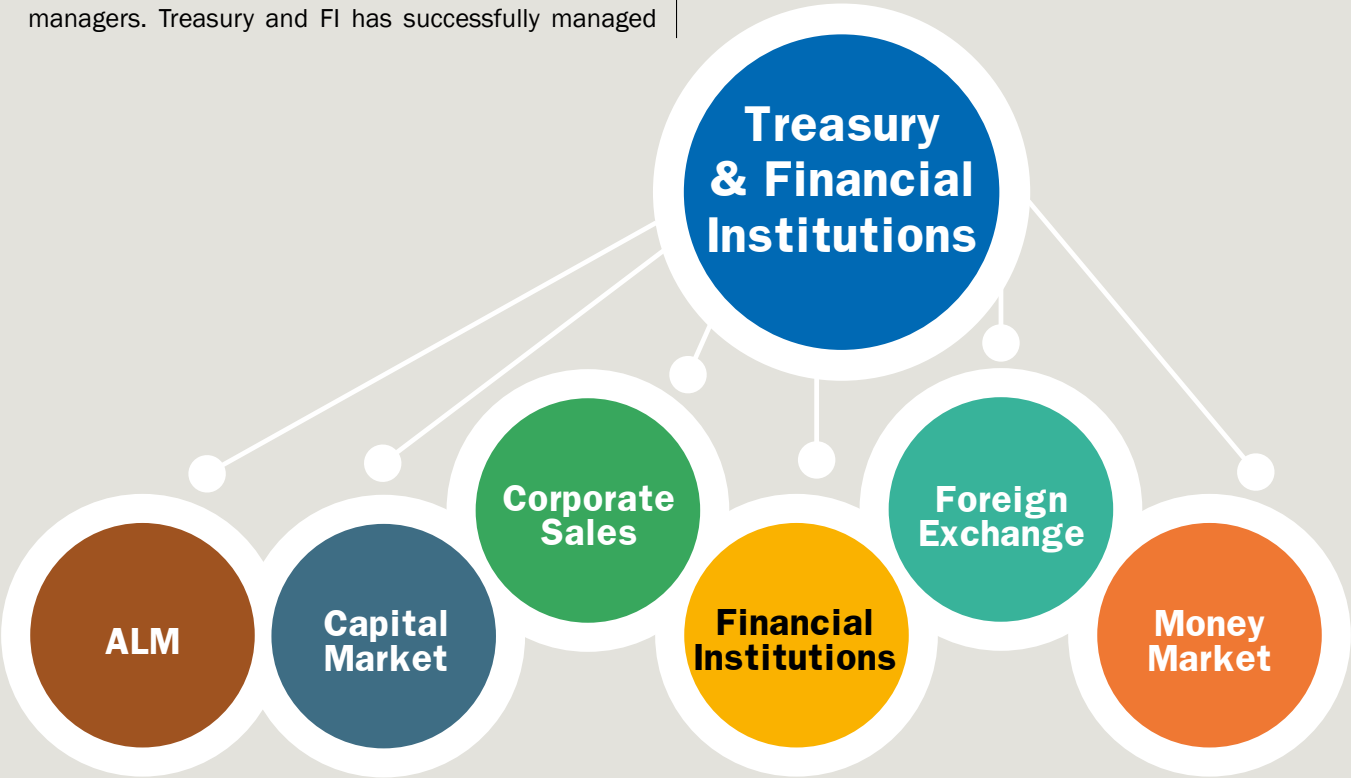 managers. Treasury and FI has successfully managed
Treasury
& Financial
Institutions
Corporate
Sales
Foreign
Exchange
ALM
Capital
Market
Financial
Institutions
Money
Market